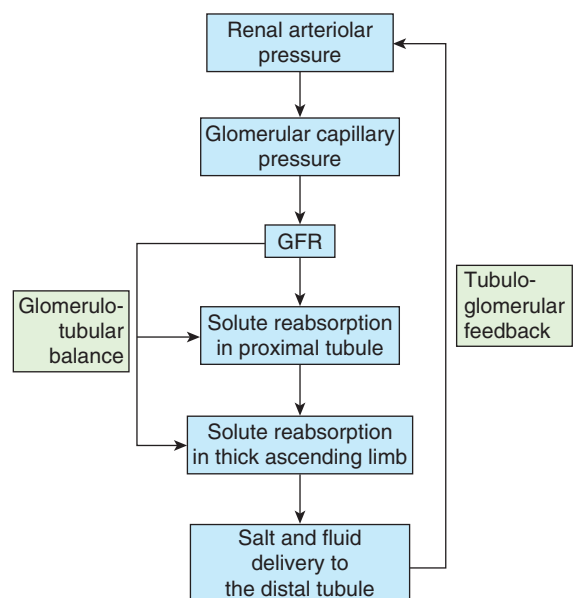 Renal arteriolar
pressure
Glomerular capillary
pressure
GFR
Glomerulo-
tubular
balance
Tubulo-
glomerular
feedback
Solute reabsorption
in proximal tubule
Solute reabsorption
in thick ascending limb
Salt and fluid
delivery to
the distal tubule